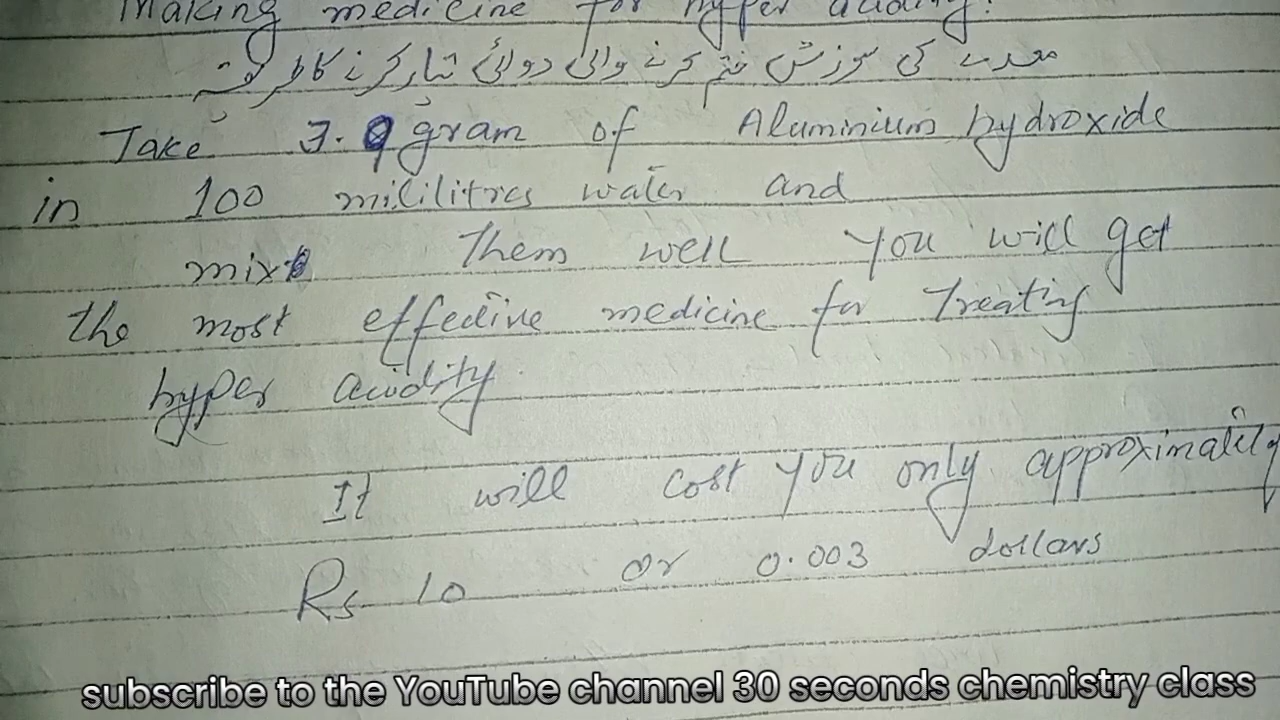 Making medicine for hyper acidity.
معدے کی سوزش ختم کرنے والی دوائی تیار کرنے کا طریقہ
Take 3.9 gram of Aluminium hydroxide
in 100 mililitres water and
mix them well you will get
the most effective medicine for treating
hyper acidity.
It will cost you only approximately
Rs 10 or 0.003 dollars
subscribe to the YouTube channel 30 seconds chemistry class